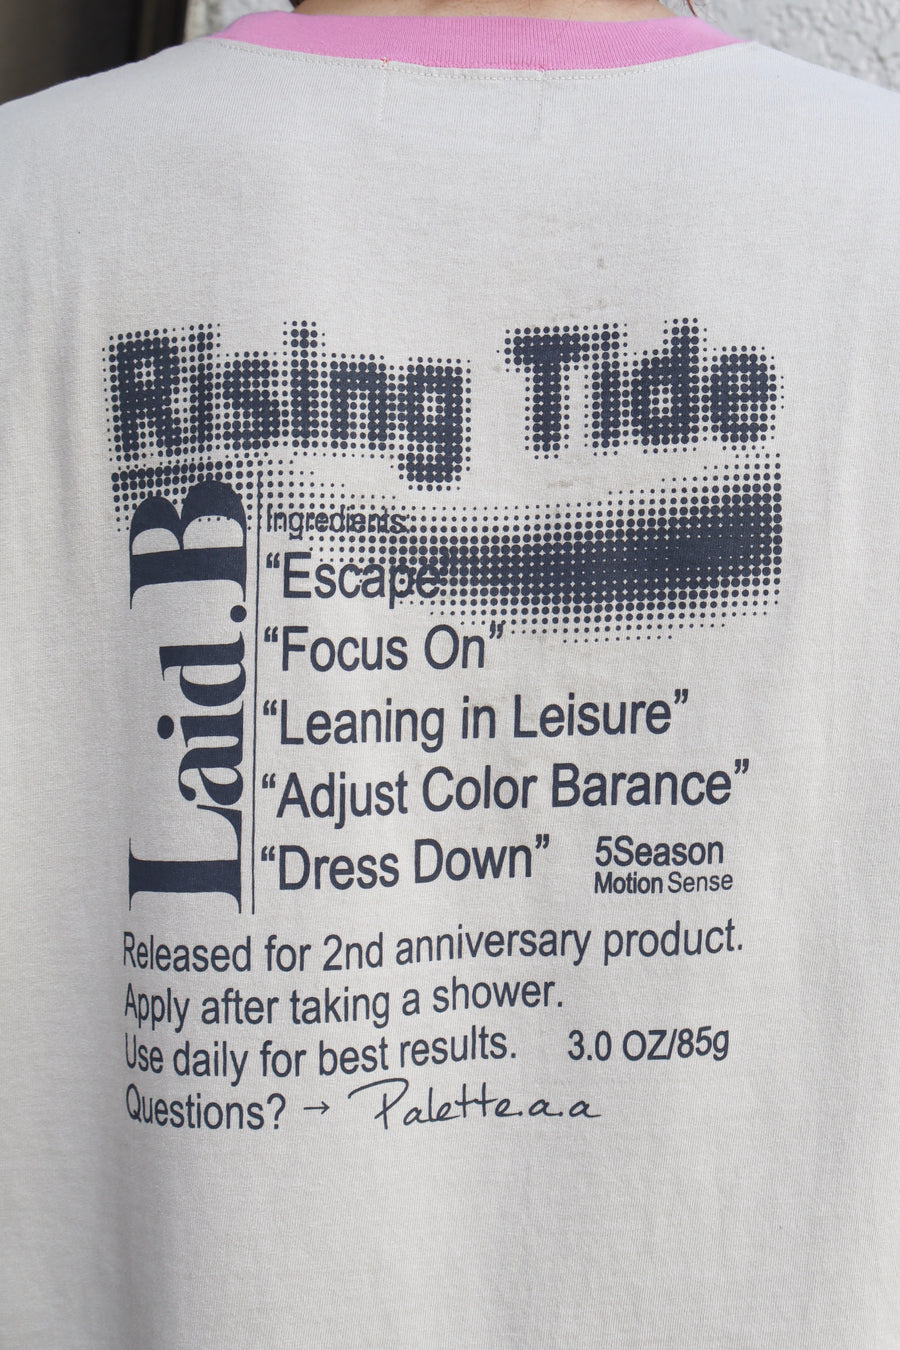 Rising Tide
Laid.B
Ingredients:
“Escape”
“Focus On”
“Leaning in Leisure”
“Adjust Color Barance”
“Dress Down”
5Season
Motion Sense
Released for 2nd anniversary product.
Apply after taking a shower.
Use daily for best results. 3.0 OZ/85g
Questions? → Palette.a.a